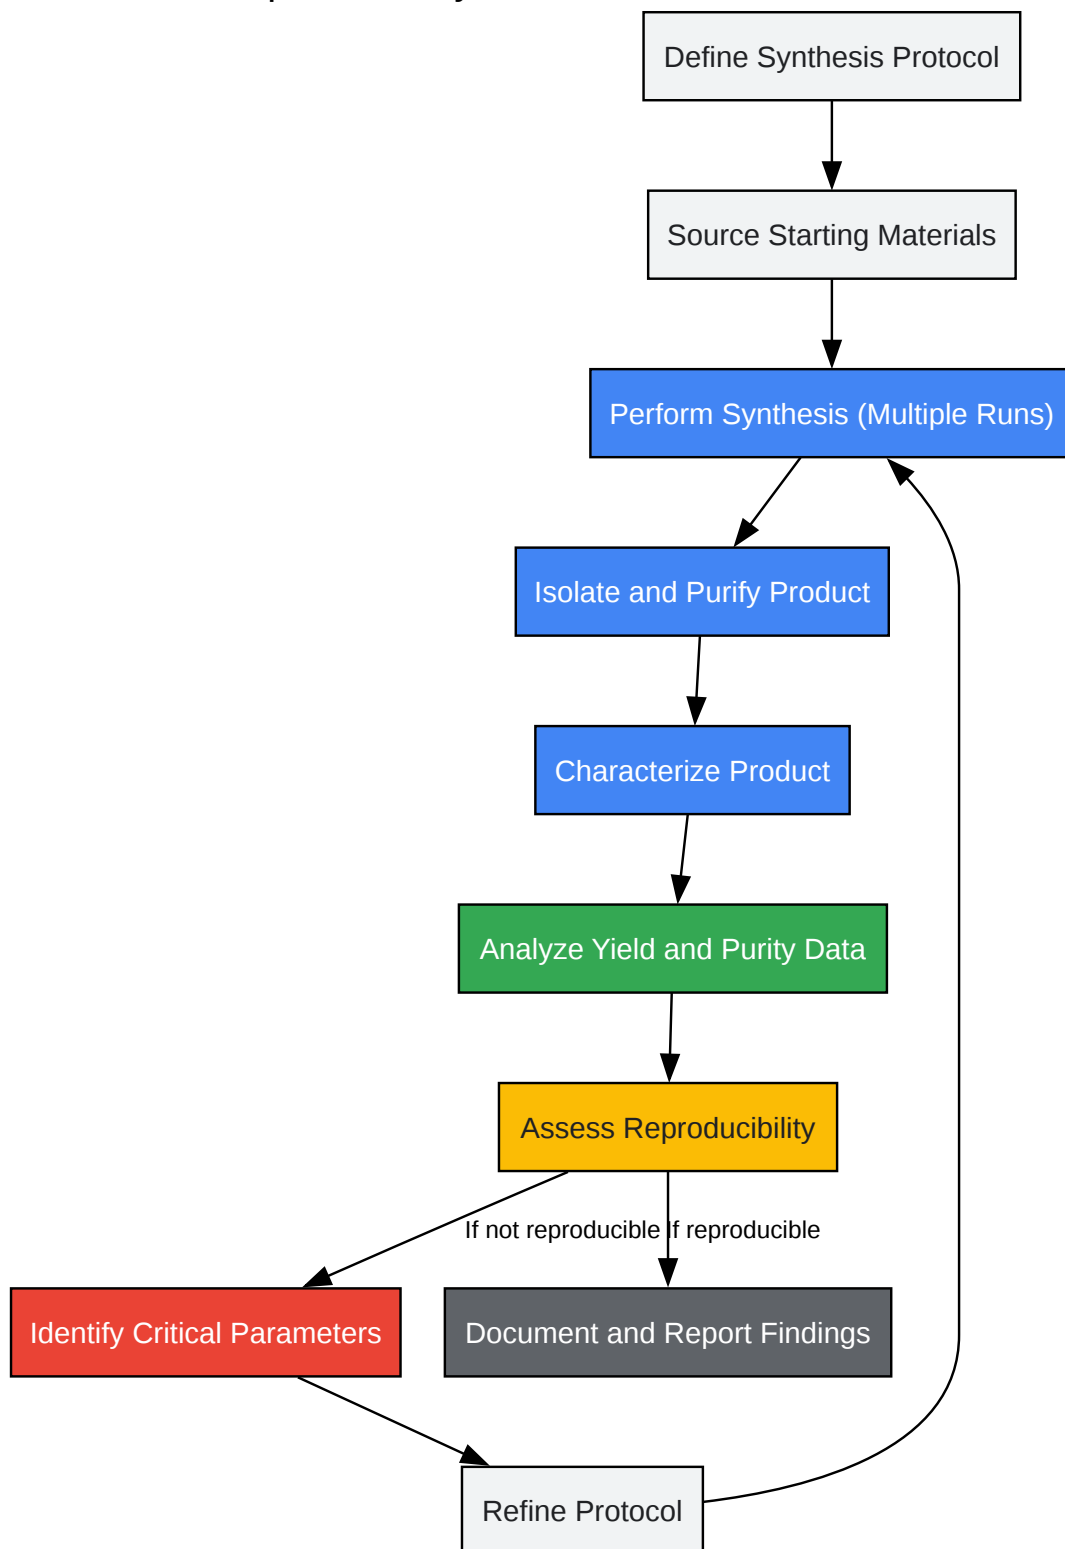 Define Synthesis Protocol
Source Starting Materials
Perform Synthesis (Multiple Runs)
Isolate and Purify Product
Characterize Product
Analyze Yield and Purity Data
Assess Reproducibility
If not reproducible
If reproducible
Identify Critical Parameters
Document and Report Findings
Refine Protocol